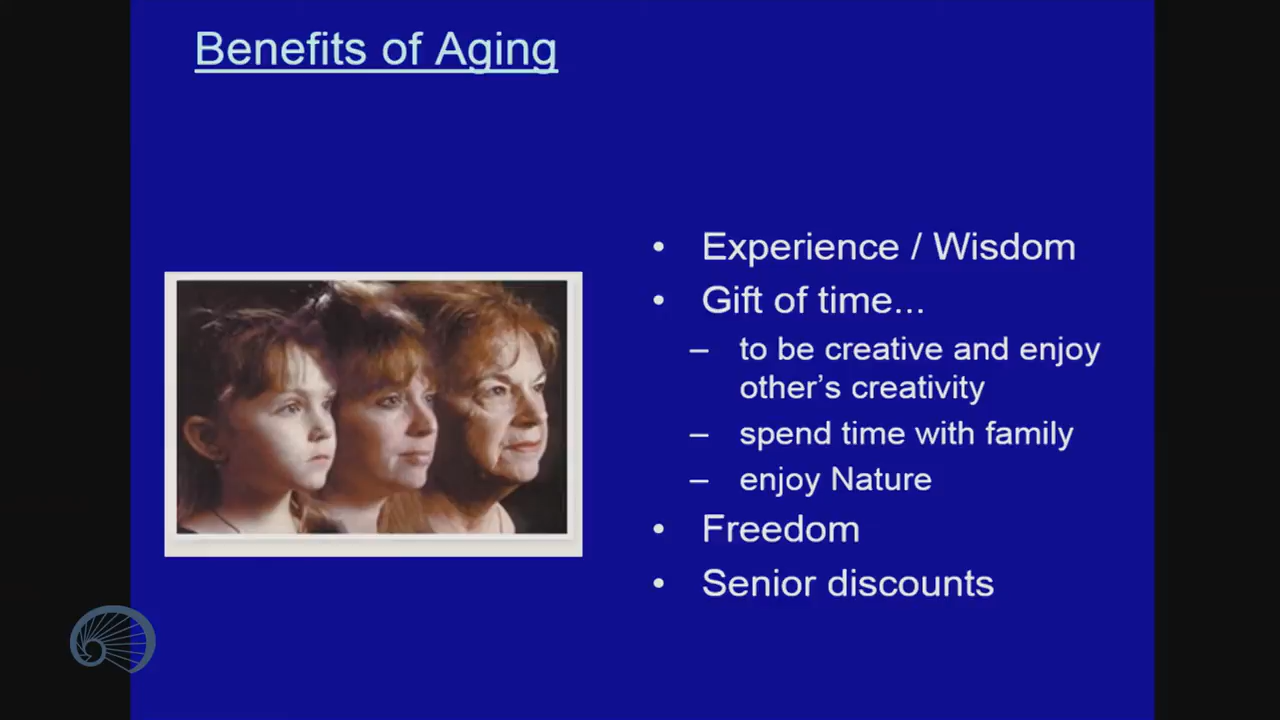 Benefits of Aging
• Experience / Wisdom
• Gift of time...
– to be creative and enjoy
other's creativity
– spend time with family
– enjoy Nature
• Freedom
• Senior discounts